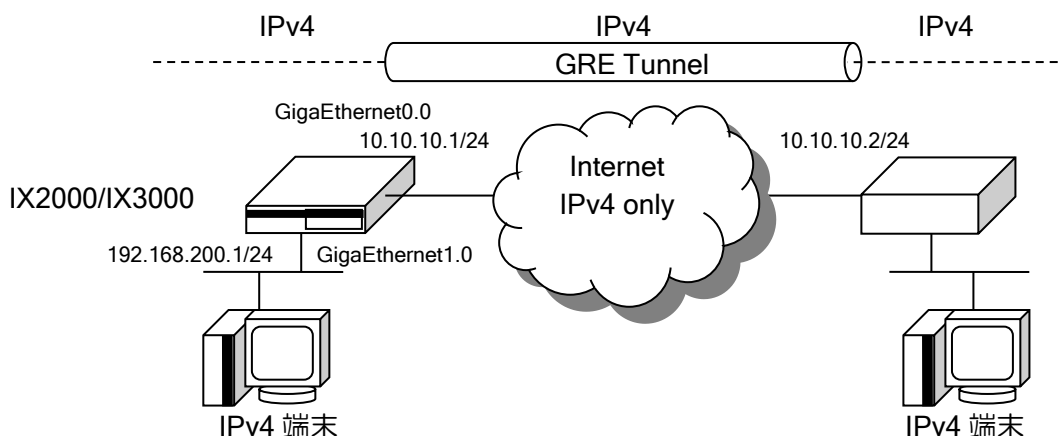 IPv4 IPv4 IPv4
GRE Tunnel
GigaEthernet0.0
10.10.10.1/24
10.10.10.2/24
Internet
IPv4 only
IX2000/IX3000
192.168.200.1/24 GigaEthernet1.0
IPv4 端末
IPv4 端末